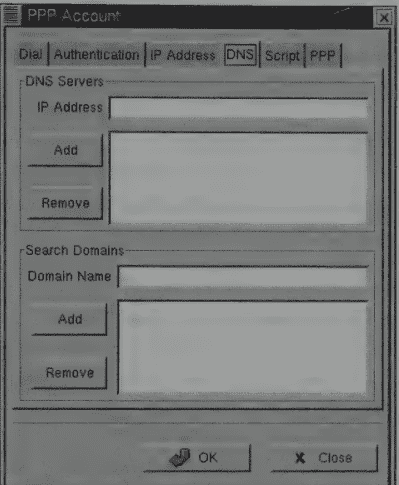 PPP Account
Dial Authentication IP Address DNS Script PPP
DNS Servers
IP Address
Add
Remove
Search Domains
Domain Name
Add
Remove
OK
Close